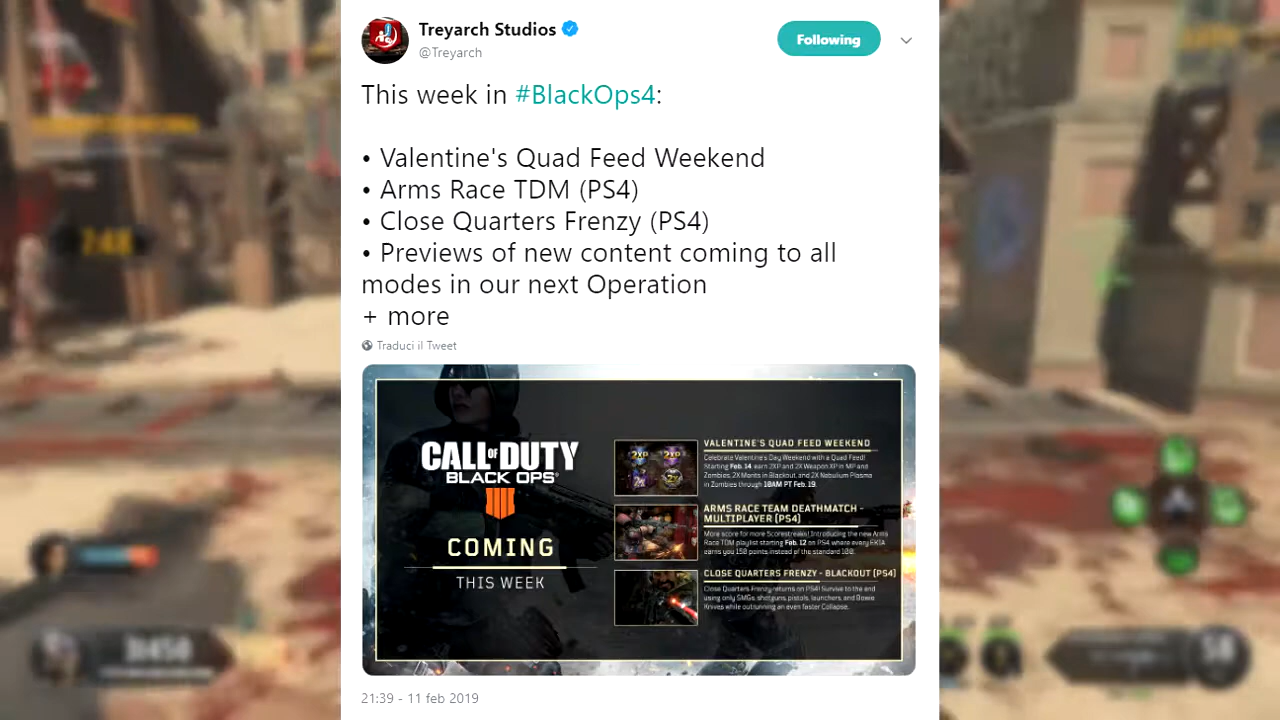 Treyarch Studios
@Treyarch
Following
This week in #BlackOps4:
• Valentine's Quad Feed Weekend
• Arms Race TDM (PS4)
• Close Quarters Frenzy (PS4)
• Previews of new content coming to all
modes in our next Operation
+ more
Traduci il Tweet
CALL OF DUTY
BLACK OPS
IIII
COMING
THIS WEEK
VALENTINE'S QUAD FEED WEEKEND
Celebrate Valentine's Day Weekend with a Quad Feed!
Starting Feb. 14, earn 2XP and 2X Weapon XP in MP and
Zombies, 2X Merits in Blackout, and 2X Nebulium Plasma
in Zombies through 10AM PT Feb. 19.
ARMS RACE TEAM DEATHMATCH -
MULTIPLAYER (PS4)
More score for more Scorestreaks! Introducing the new Arms
Race TDM playlist starting Feb. 12 on PS4 where every EKIA
earns you 150 points instead of the standard 100.
CLOSE QUARTERS FRENZY - BLACKOUT (PS4)
Close Quarters Frenzy returns on PS4! Survive to the end
using only SMGs, shotguns, pistols, launchers, and Bowie
Knives while outrunning an even faster Collapse.
2XP
2XP
21:39 - 11 feb 2019